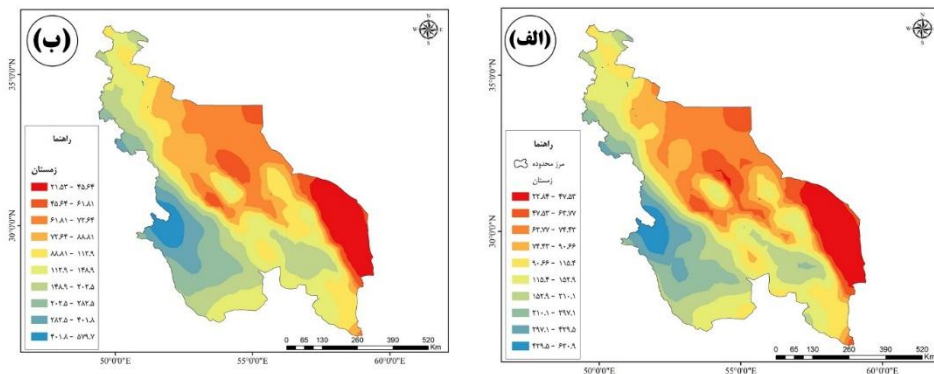 (ب)
N
W E
S
35°0'0"N
30°0'0"N
راهنما
زمستان
۲۱.۵۳ - ۴۵.۶۴
۴۵.۶۴ - ۶۱.۸۱
۶۱.۸۱ - ۷۲.۶۴
۷۲.۶۴ - ۸۸.۸۱
۸۸.۸۱ - ۱۱۲.۹
۱۱۲.۹ - ۱۴۸.۹
۱۴۸.۹ - ۲۰۲.۵
۲۰۲.۵ - ۲۸۲.۵
۲۸۲.۵ - ۴۰۱.۸
۴۰۱.۸ - ۵۷۹.۷
0 65 130 260 390 520
Km
50°0'0"E 55°0'0"E 60°0'0"E
(الف)
N
W E
S
35°0'0"N
30°0'0"N
راهنما
مرز محدوده
زمستان
۲۲.۸۴ - ۴۷.۵۳
۴۷.۵۳ - ۶۳.۷۷
۶۳.۷۷ - ۷۴.۴۳
۷۴.۴۳ - ۹۰.۶۶
۹۰.۶۶ - ۱۱۵.۴
۱۱۵.۴ - ۱۵۲.۹
۱۵۲.۹ - ۲۱۰.۱
۲۱۰.۱ - ۲۹۷.۱
۲۹۷.۱ - ۴۲۹.۵
۴۲۹.۵ - ۶۳۰.۹
0 65 130 260 390 520
Km
50°0'0"E 55°0'0"E 60°0'0"E